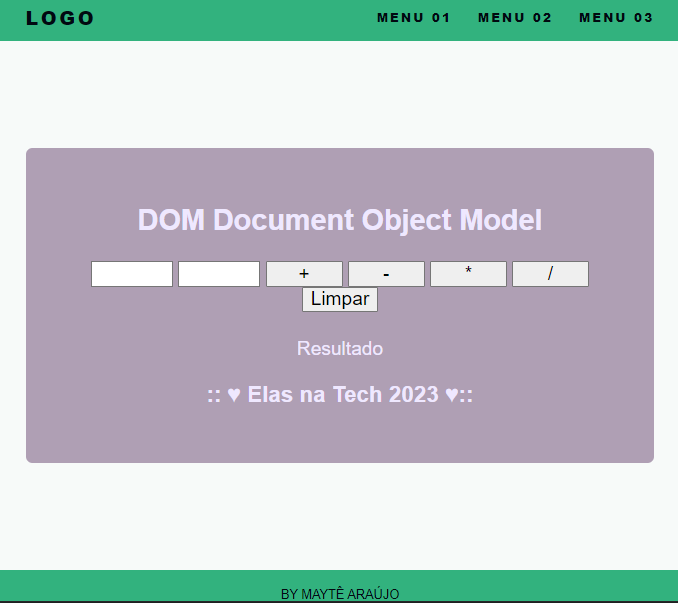 LOGO MENU 01 MENU 02 MENU 03
DOM Document Object Model
+ - * /
Limpar
Resultado
:: ♥ Elas na Tech 2023 ♥::
BY MAYTÊ ARAÚJO